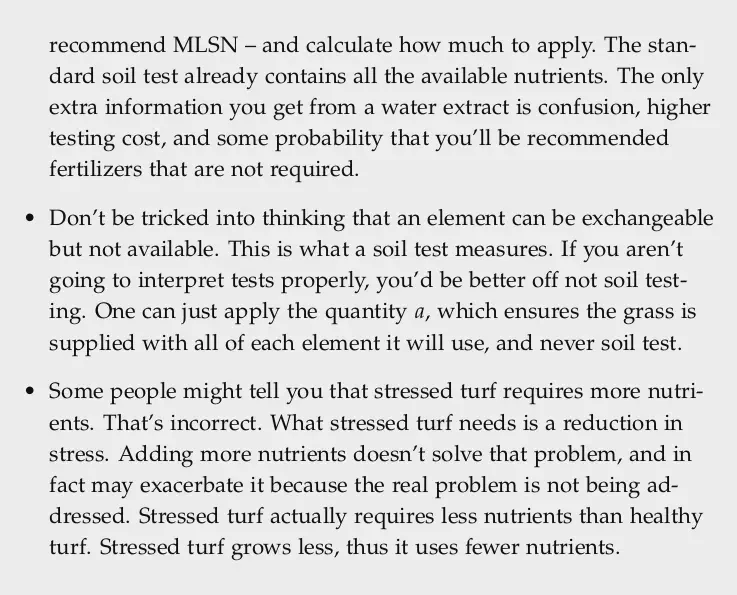 recommend MLSN – and calculate how much to apply. The stan-
dard soil test already contains all the available nutrients. The only
extra information you get from a water extract is confusion, higher
testing cost, and some probability that you'll be recommended
fertilizers that are not required.
• Don't be tricked into thinking that an element can be exchangeable
but not available. This is what a soil test measures. If you aren't
going to interpret tests properly, you'd be better off not soil test-
ing. One can just apply the quantity a, which ensures the grass is
supplied with all of each element it will use, and never soil test.
• Some people might tell you that stressed turf requires more nutri-
ents. That's incorrect. What stressed turf needs is a reduction in
stress. Adding more nutrients doesn't solve that problem, and in
fact may exacerbate it because the real problem is not being ad-
dressed. Stressed turf actually requires less nutrients than healthy
turf. Stressed turf grows less, thus it uses fewer nutrients.